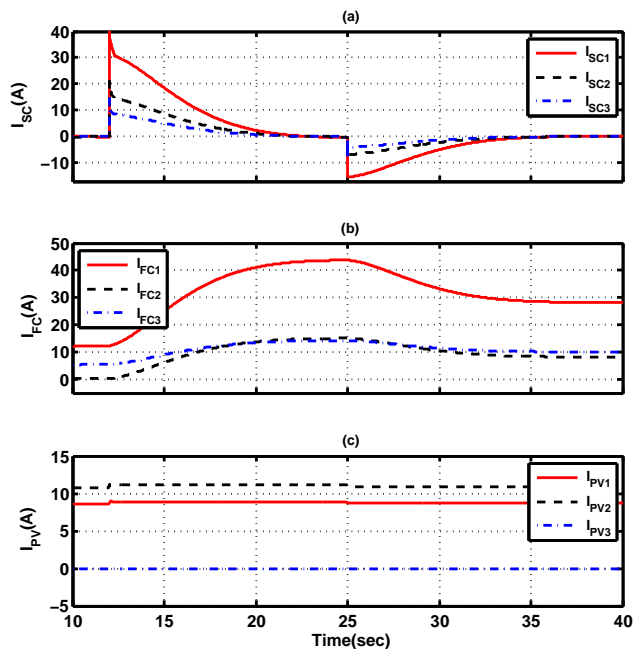 (a)
40
30
20
10
0
−10
I_SC(A)
I_SC1
I_SC2
I_SC3
(b)
50
40
30
20
10
0
I_FC(A)
I_FC1
I_FC2
I_FC3
(c)
15
10
5
0
−5
I_PV(A)
I_PV1
I_PV2
I_PV3
10 15 20 25 30 35 40
Time(sec)